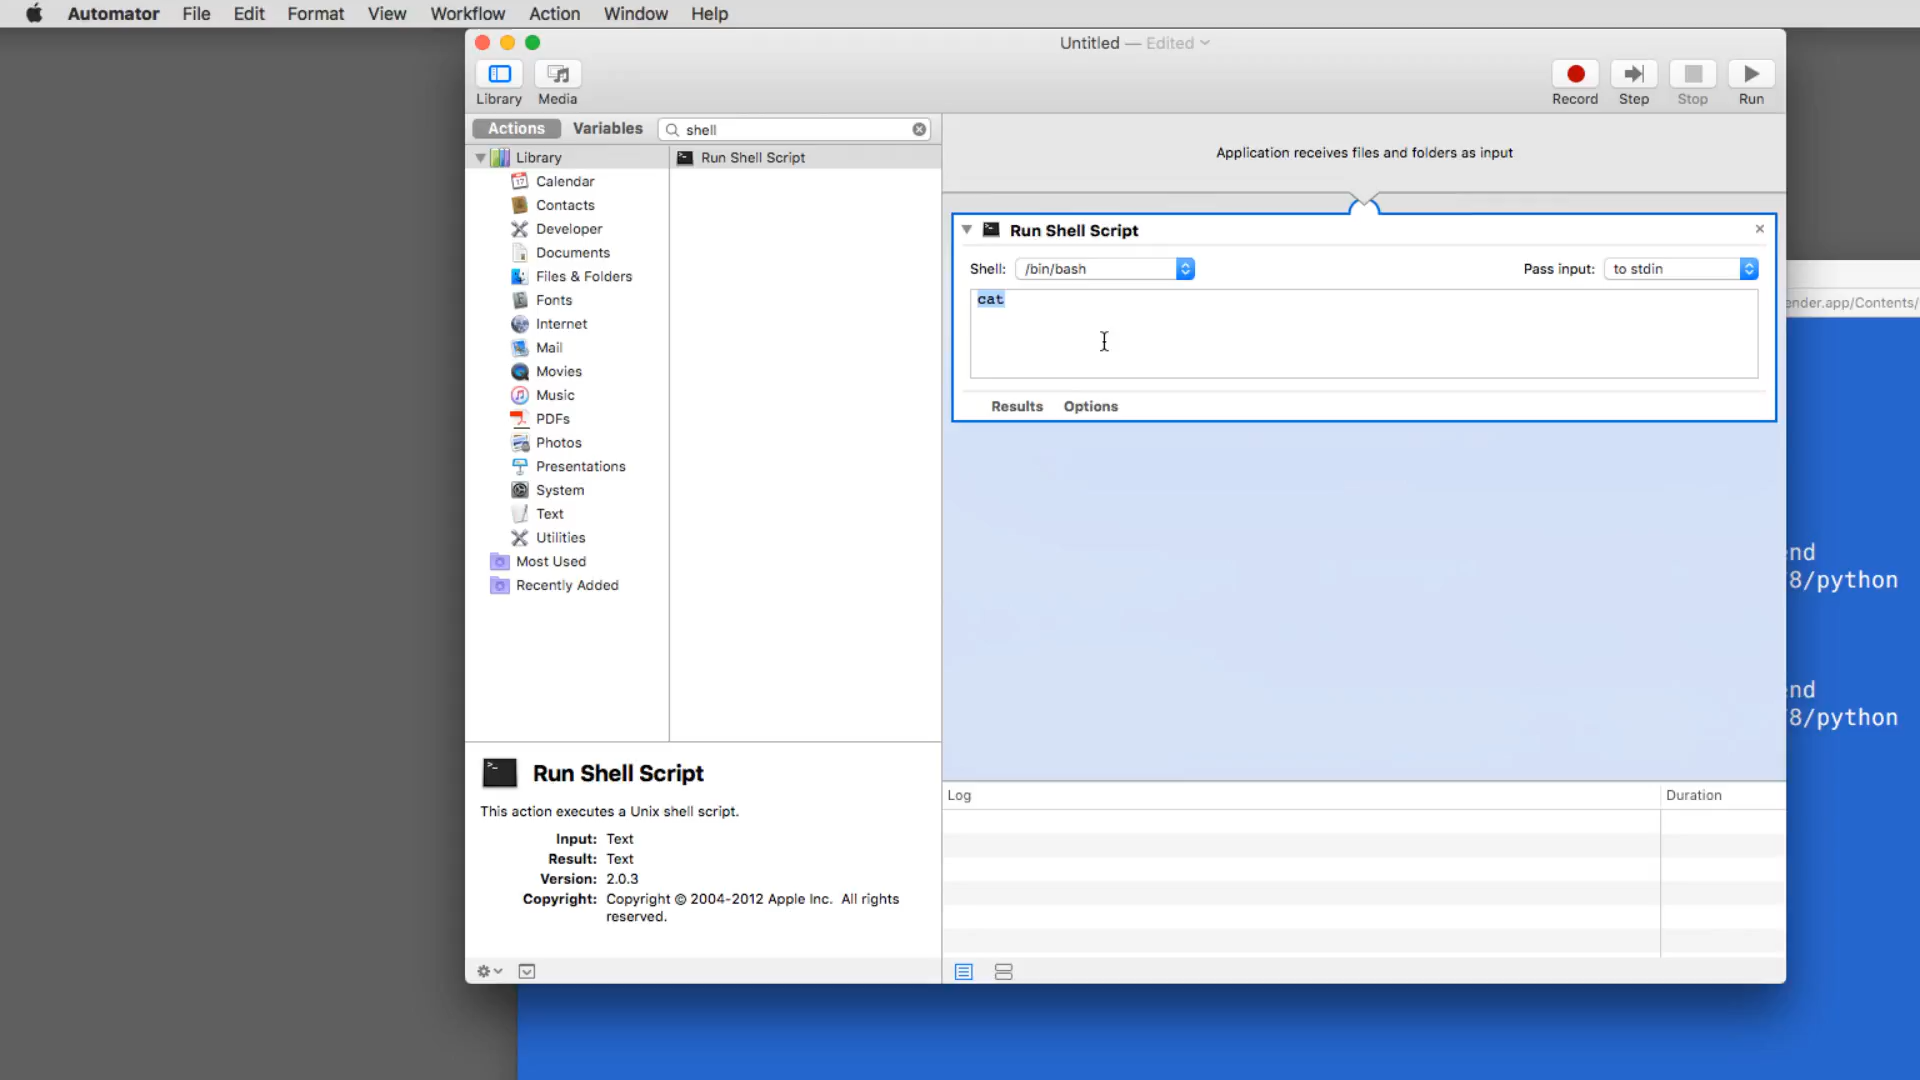 Automator File Edit Format View Workflow Action Window Help
Untitled — Edited
Library Media Record Step Stop Run
Actions Variables shell
Library
Calendar
Contacts
Developer
Documents
Files & Folders
Fonts
Internet
Mail
Movies
Music
PDFs
Photos
Presentations
System
Text
Utilities
Most Used
Recently Added
Run Shell Script
Application receives files and folders as input
Run Shell Script
Shell: /bin/bash Pass input: to stdin
cat
Results Options
Run Shell Script
This action executes a Unix shell script.
Input: Text
Result: Text
Version: 2.0.3
Copyright: Copyright © 2004-2012 Apple Inc. All rights
reserved.
Log Duration
ender.app/Contents/
nd
8/python
nd
8/python